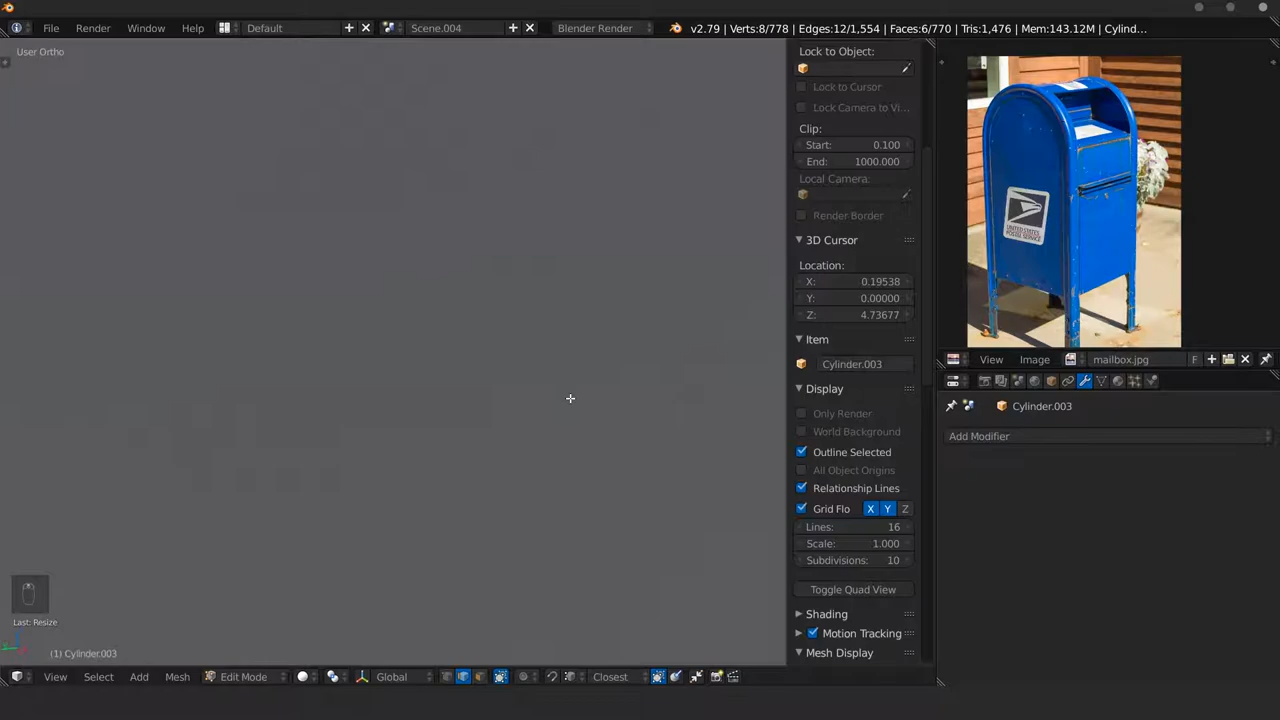 File Render Window Help Default Scene.004 Blender Render v2.79 | Verts:8/778 | Edges:12/1,554 | Faces:6/770 | Tris:1,476 | Mem:143.12M | Cylind...
User Ortho
Lock to Object:
Lock to Cursor
Lock Camera to Vi...
Clip:
Start: 0.100
End: 1000.000
Local Camera:
Render Border
3D Cursor
Location:
X: 0.19538
Y: 0.00000
Z: 4.73677
Item
Cylinder.003
Display
Only Render
World Background
Outline Selected
All Object Origins
Relationship Lines
Grid Flo X Y Z
Lines: 16
Scale: 1.000
Subdivisions: 10
Toggle Quad View
Shading
Motion Tracking
Mesh Display
UNITED STATES
POSTAL SERVICE
View Image mailbox.jpg F
Cylinder.003
Add Modifier
Last: Resize
(1) Cylinder.003
View Select Add Mesh Edit Mode Global Closest